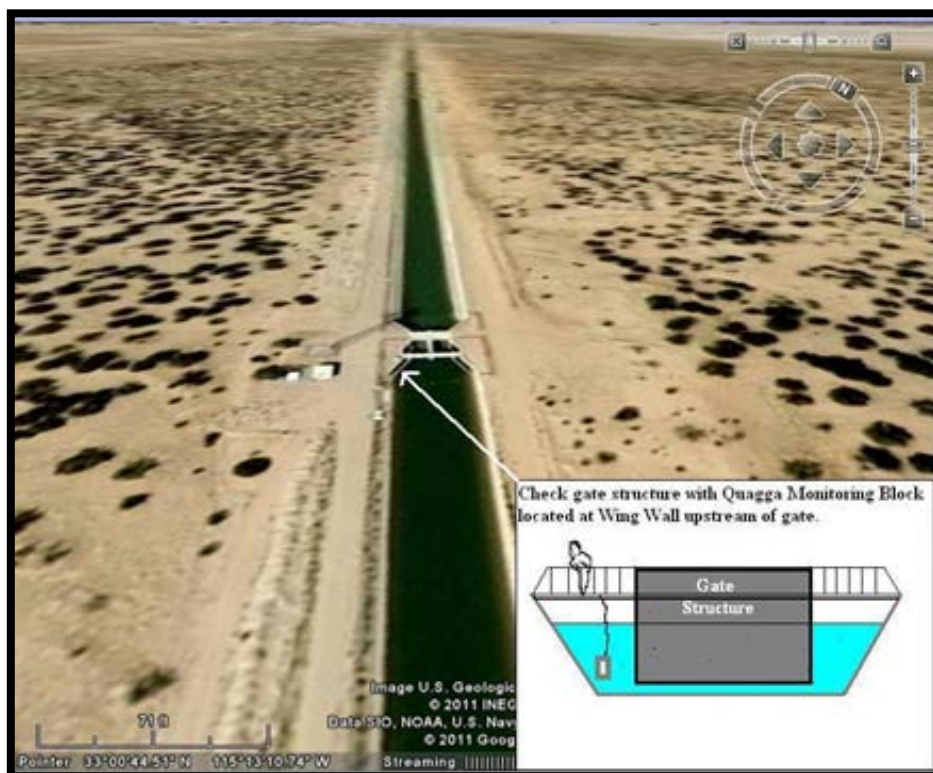 N
Check gate structure with Quagga Monitoring Block
located at Wing Wall upstream of gate.
Gate
Structure
Image U.S. Geologic
© 2011 INEG
Data SIO, NOAA, U.S. Navy
© 2011 Goog
71 ft
Pointer 33°00'44.51" N 115°13'10.74" W Streaming